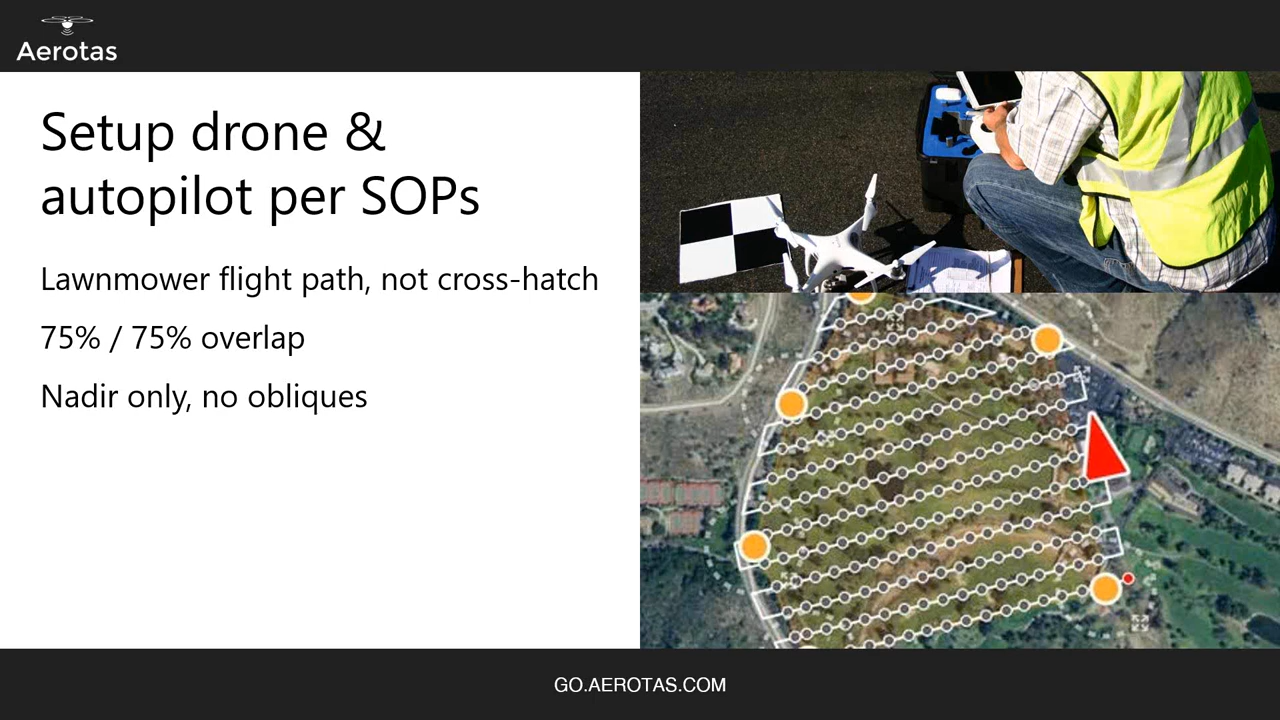 Aerotas
Setup drone &
autopilot per SOPs
Lawnmower flight path, not cross-hatch
75% / 75% overlap
Nadir only, no obliques
GO.AEROTAS.COM